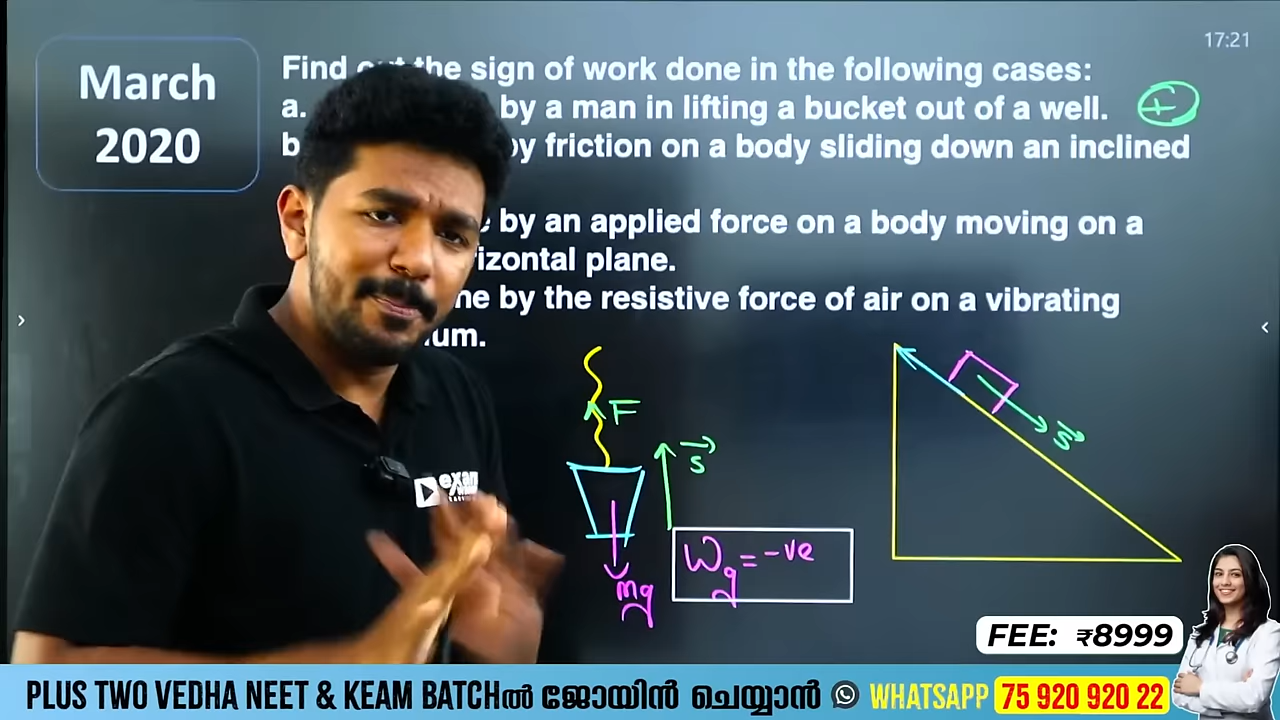 17:21
March
2020
Find the sign of work done in the following cases:
a. by a man in lifting a bucket out of a well. +
by friction on a body sliding down an inclined
by an applied force on a body moving on a
plane.
by the resistive force of air on a vibrating
F
s
s
Wg = -ve
mg
exam
FEE: ₹8999
PLUS TWO VEDHA NEET & KEAM BATCHൽ ജോയിൻ ചെയ്യാൻ WHATSAPP 75 920 920 22